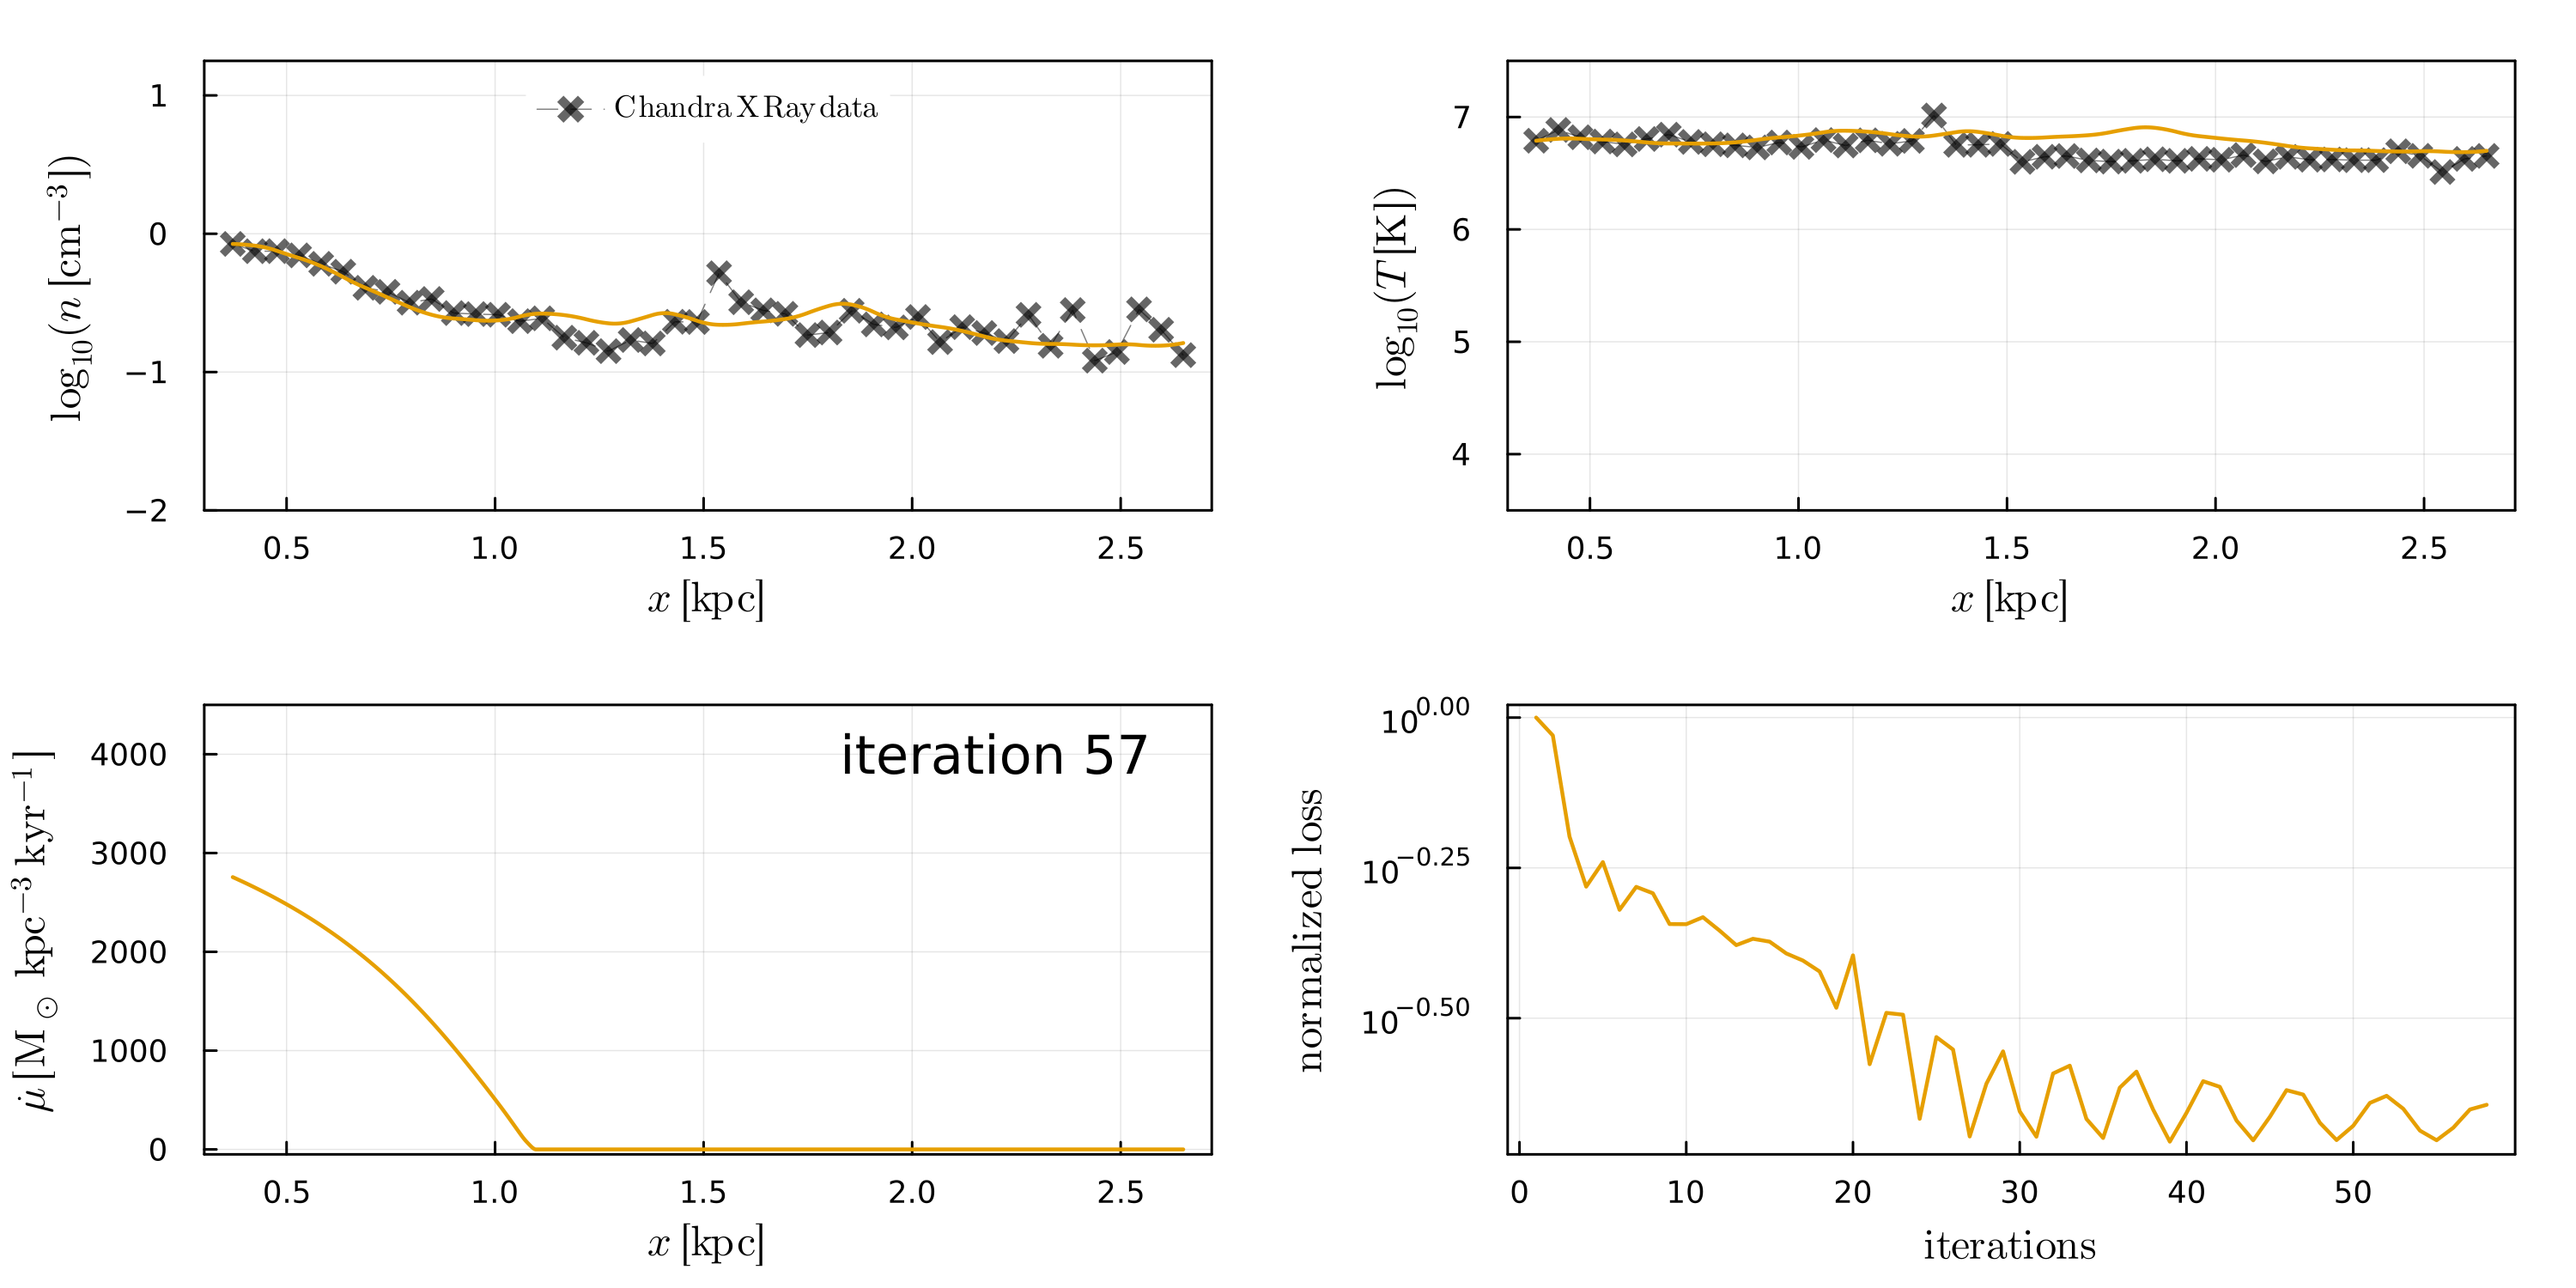 log₁₀(n [cm⁻³])
1
0
−1
−2
Chandra X Ray data
0.5 1.0 1.5 2.0 2.5
x [kpc]
log₁₀(T [K])
7
6
5
4
0.5 1.0 1.5 2.0 2.5
x [kpc]
μ̇ [M⊙ kpc⁻³ kyr⁻¹]
4000
3000
2000
1000
0
iteration 57
0.5 1.0 1.5 2.0 2.5
x [kpc]
normalized loss
10⁰·⁰⁰
10⁻⁰·²⁵
10⁻⁰·⁵⁰
0 10 20 30 40 50
iterations